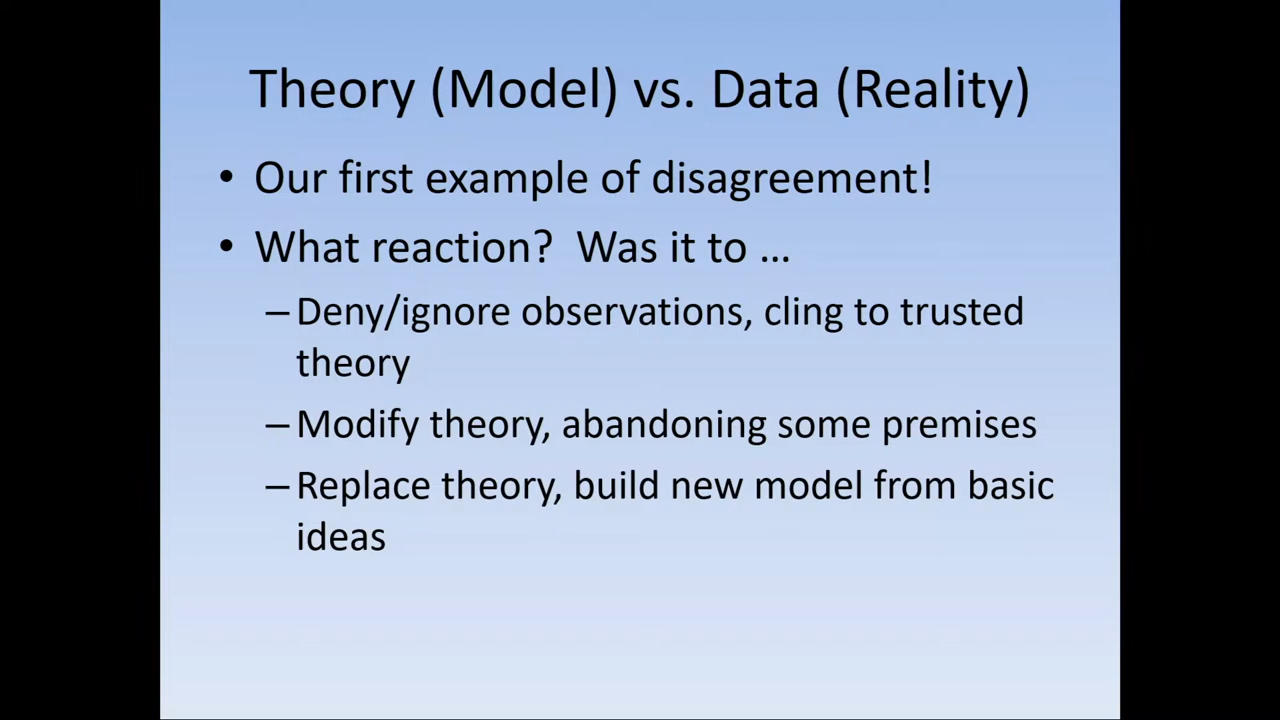 Theory (Model) vs. Data (Reality)
• Our first example of disagreement!
• What reaction?  Was it to …
– Deny/ignore observations, cling to trusted
theory
– Modify theory, abandoning some premises
– Replace theory, build new model from basic
ideas